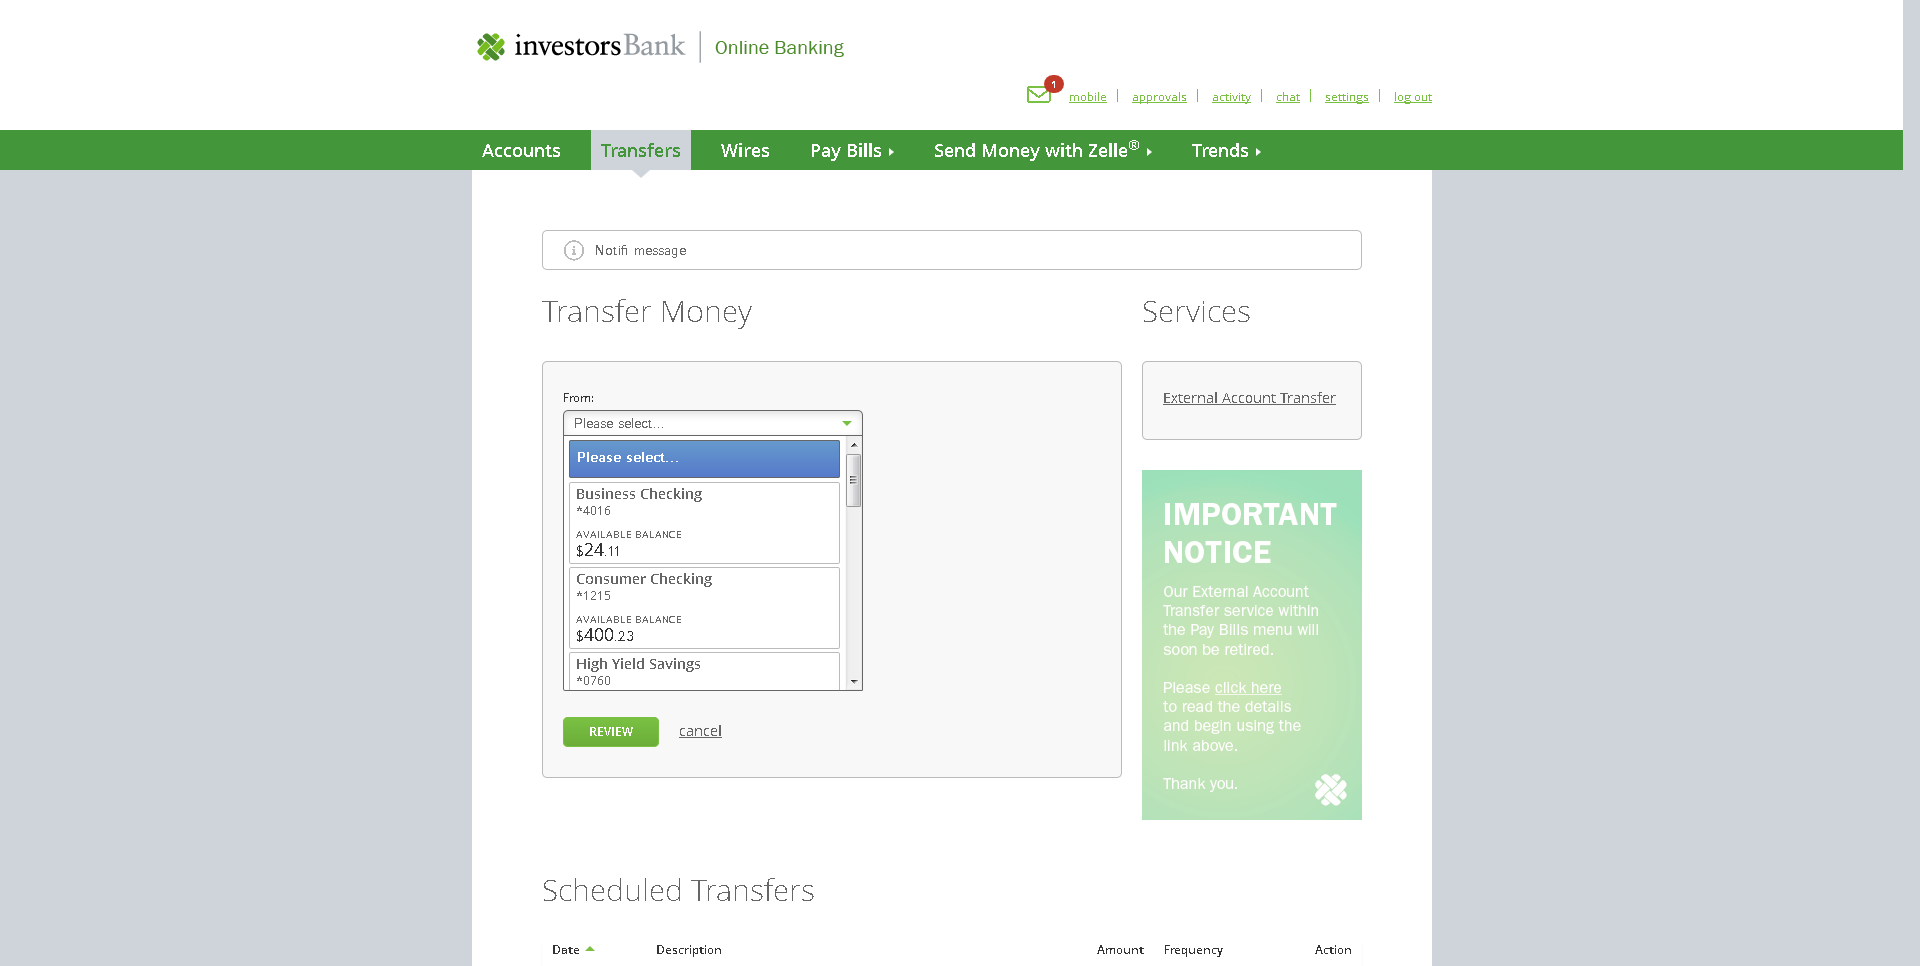 investorsBank Online Banking
1
mobile approvals activity chat settings log out
Accounts Transfers Wires Pay Bills Send Money with Zelle® Trends
Notifi message
Transfer Money
Services
From:
Please select...
Please select...
Business Checking
*4016
AVAILABLE BALANCE
$24.11
Consumer Checking
*1215
AVAILABLE BALANCE
$400.23
High Yield Savings
*0760
REVIEW cancel
External Account Transfer
IMPORTANT
NOTICE
Our External Account
Transfer service within
the Pay Bills menu will
soon be retired.
Please click here
to read the details
and begin using the
link above.
Thank you.
Scheduled Transfers
Date Description Amount Frequency Action